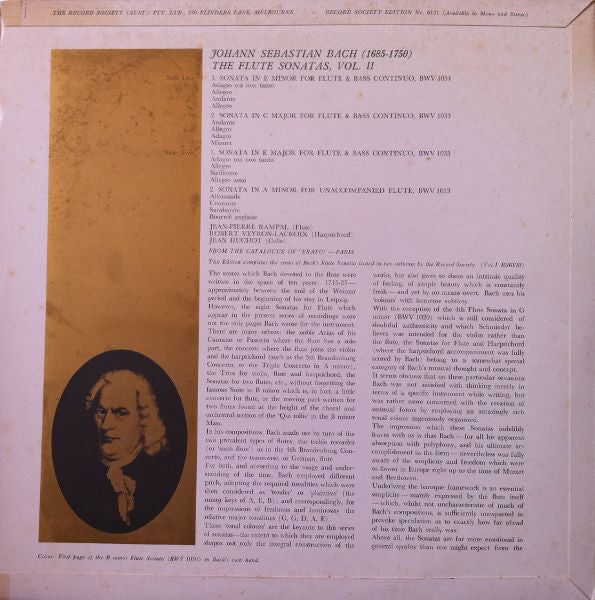 THE RECORD SOCIETY (AUST.) PTY. LTD., 180 FLINDERS LANE, MELBOURNE.
RECORD SOCIETY EDITION No. 6151 (Available in Mono and Stereo)
JOHANN SEBASTIAN BACH (1685-1750)
THE FLUTE SONATAS, VOL. II
Side One
1. SONATA IN E MINOR FOR FLUTE & BASS CONTINUO, BWV 1034
Adagio ma non tanto
Allegro
Andante
Allegro
2. SONATA IN C MAJOR FOR FLUTE & BASS CONTINUO, BWV 1033
Andante
Allegro
Adagio
Minuet
Side Two
1. SONATA IN E MAJOR FOR FLUTE & BASS CONTINUO, BWV 1035
Adagio ma non tanto
Allegro
Sicilienne
Allegro assai
2. SONATA IN A MINOR FOR UNACCOMPANIED FLUTE, BWV 1013
Allemande
Courante
Sarabande
Bourrée anglaise
JEAN-PIERRE RAMPAL (Flute)
ROBERT VEYRON-LACROIX (Harpsichord)
JEAN HUCHOT (Cello)
FROM THE CATALOGUE OF "ERATO" — PARIS
This Edition completes the series of Bach's Flute Sonatas issued in two volumes by the Record Society (Vol. I RS6120)
The scores which Bach devoted to the flute were
written in the space of ten years: 1715-25 —
approximately between the end of the Weimar
period and the beginning of his stay in Leipzig.
However, the eight Sonatas for Flute which
appear in the present series of recordings were
not the only pages Bach wrote for the instrument.
There are many others: the noble Arias of his
Cantatas or Passions where the flute has a solo
part, the concerti where the flute joins the violin
and the harpsichord (such as the 5th Brandenburg
Concerto, or the Triple Concerto in A minor),
the Trios for violin, flute and harpsichord, the
Sonatas for two flutes, etc., without forgetting the
famous Suite in B minor which is, in fact, a little
concerto for flute, or the moving part written for
two flutes found at the height of the choral and
orchestral section of the 'Qui tollis' in the B minor
Mass.
In his compositions, Bach made use by turn of the
two prevalent types of flutes: the treble recorder
(or 'sixth flute') as in the 4th Brandenburg Con-
certo, and the transverse, or German, flute.
For both, and according to the usage and under-
standing of the time, Bach employed different
pitch, adopting the required tonalities which were
then considered as 'tender' or 'plaintive' (the
minor keys of A, E, B); and correspondingly, for
the impressions of freshness and luminosity the
relative major tonalities (C, G, D, A, E)
These 'tonal colours' are the keynote to this series
of sonatas—the extent to which they are employed
shapes not only the integral construction of the
works, but also gives to them an intrinsic quality
of feeling; of simple beauty which is constantly
fresh—and yet by no means overt. Bach uses his
'colours' with immense subtlety.
With the exception of the 4th Flute Sonata in G
minor (BWV 1020) which is still considered of
doubtful authenticity and which Schmieder be-
lieves was intended for the violin rather than
the flute, the Sonatas for Flute and Harpsichord
(where the harpsichord accompaniment was fully
scored by Bach) belong to a somewhat special
category of Bach's musical thought and concept.
It seems obvious that on these particular occasions
Bach was not satisfied with thinking merely in
terms of a specific instrument while writing, but
was rather more concerned with the creation of
unusual forms by employing an amazingly rich
tonal colour ingeniously organized.
The impression which these Sonatas indelibly
leaves with us is that Bach — for all his apparent
absorption with polyphony, and his ultimate ac-
complishment in the form — nevertheless was fully
aware of the simplicity and freedom which were
to flower in Europe right up to the time of Mozart
and Beethoven.
Underlying the baroque framework is an essential
simplicity — mainly expressed by the flute itself
— which, whilst not uncharacteristic of much of
Bach's compositions, is sufficiently unexpected to
provoke speculation as to exactly how far ahead
of his time Bach really was.
Above all, the Sonatas are far more emotional in
general quality than one might expect from the
Cover: First page of the B minor Flute Sonata (BWV 1030) in Bach's own hand.